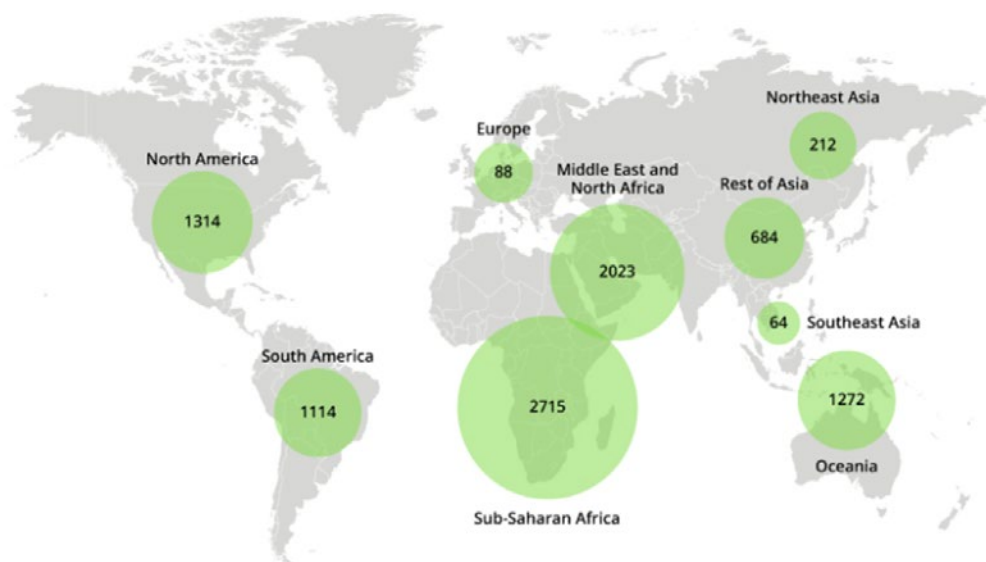 Northeast Asia
212
Europe
88
North America
1314
Middle East and
North Africa
2023
Rest of Asia
684
64
Southeast Asia
South America
1114
2715
Sub-Saharan Africa
1272
Oceania